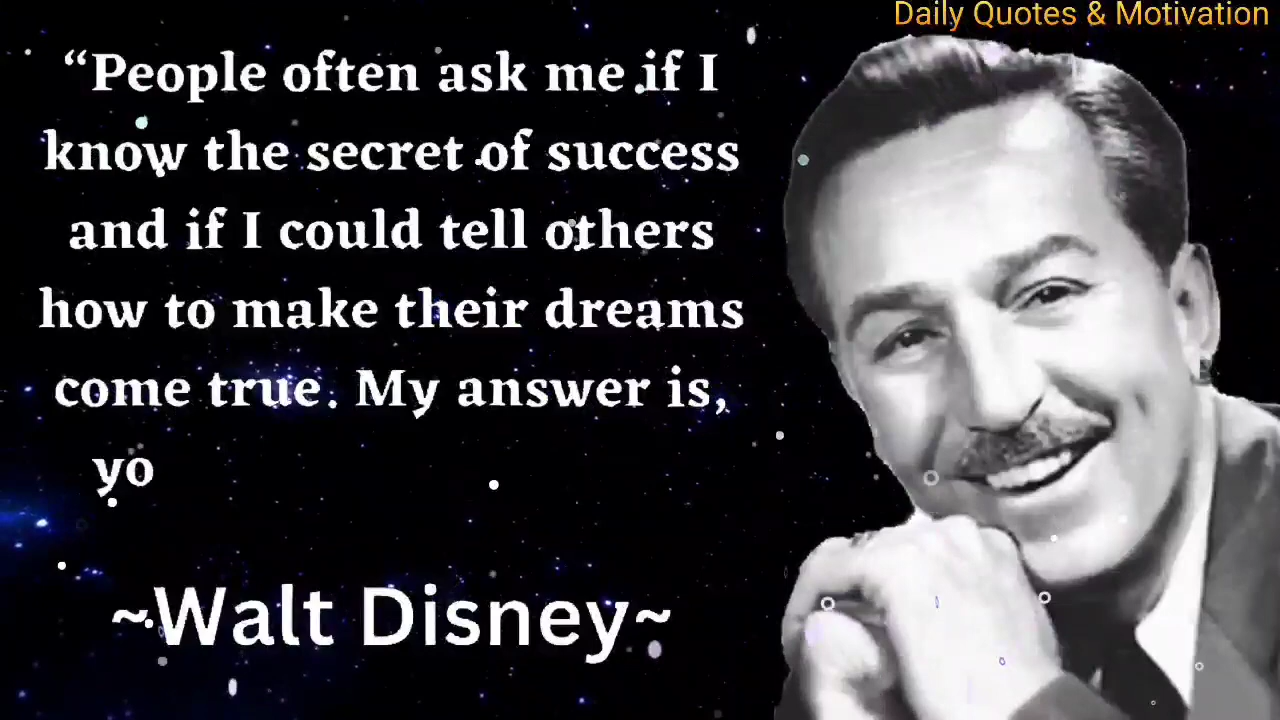 Daily Quotes & Motivation
“People often ask me if I
know the secret of success
and if I could tell others
how to make their dreams
come true. My answer is,
yo
~Walt Disney~